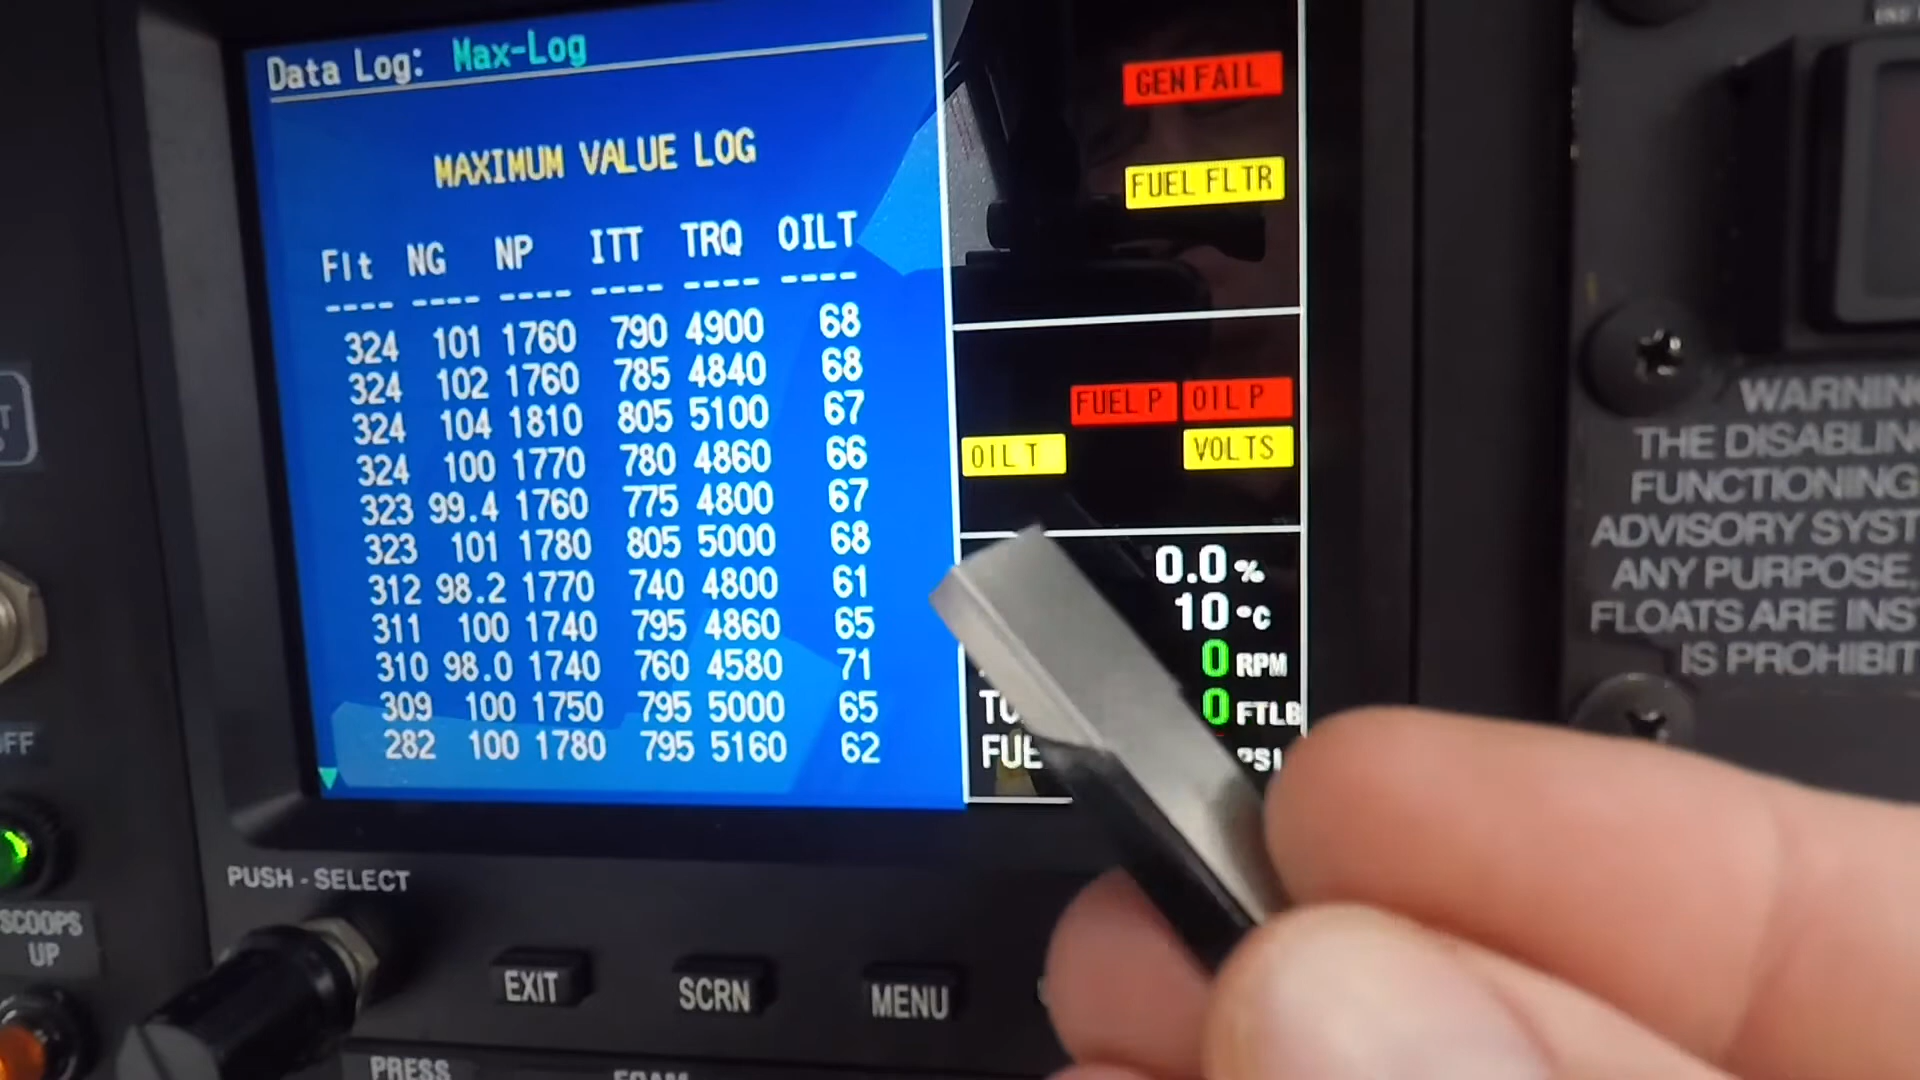 Data Log: Max-Log
MAXIMUM VALUE LOG
Flt NG NP ITT TRQ OILT
---- ---- ---- ---- ---- ----
324 101 1760 790 4900 68
324 102 1760 785 4840 68
324 104 1810 805 5100 67
324 100 1770 780 4860 66
323 99.4 1760 775 4800 67
323 101 1780 805 5000 68
312 98.2 1770 740 4800 61
311 100 1740 795 4860 65
310 98.0 1740 760 4580 71
309 100 1750 795 5000 65
282 100 1780 795 5160 62
GEN FAIL
FUEL FLTR
FUEL P OIL P
OIL T VOLTS
0.0 %
10 °C
0 RPM
0 FTLB
PSI
WARNING
THE DISABLIN
FUNCTIONING
ADVISORY SYST
ANY PURPOSE,
FLOATS ARE INS
IS PROHIBIT
PUSH - SELECT
SCOOPS
UP
EXIT
SCRN
MENU
PRESS
FOAM